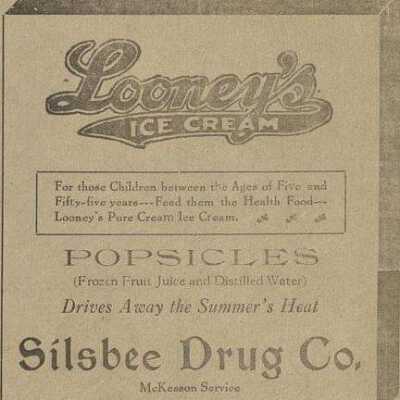 Looney's
ICE CREAM
For those Children between the Ages of Five and
Fifty-five years---Feed them the Health Food---
Looney's Pure Cream Ice Cream.
POPSICLES
(Frozen Fruit Juice and Distilled Water)
Drives Away the Summer's Heat
Silsbee Drug Co.
McKesson Service